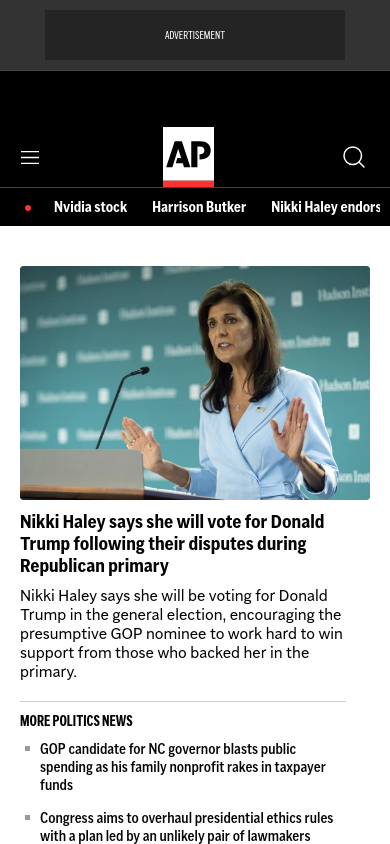 ADVERTISEMENT
AP
Nvidia stock Harrison Butker Nikki Haley endors
Hudson Institute
Hudson Inst
Nikki Haley says she will vote for Donald
Trump following their disputes during
Republican primary
Nikki Haley says she will be voting for Donald
Trump in the general election, encouraging the
presumptive GOP nominee to work hard to win
support from those who backed her in the
primary.
MORE POLITICS NEWS
GOP candidate for NC governor blasts public
spending as his family nonprofit rakes in taxpayer
funds
Congress aims to overhaul presidential ethics rules
with a plan led by an unlikely pair of lawmakers